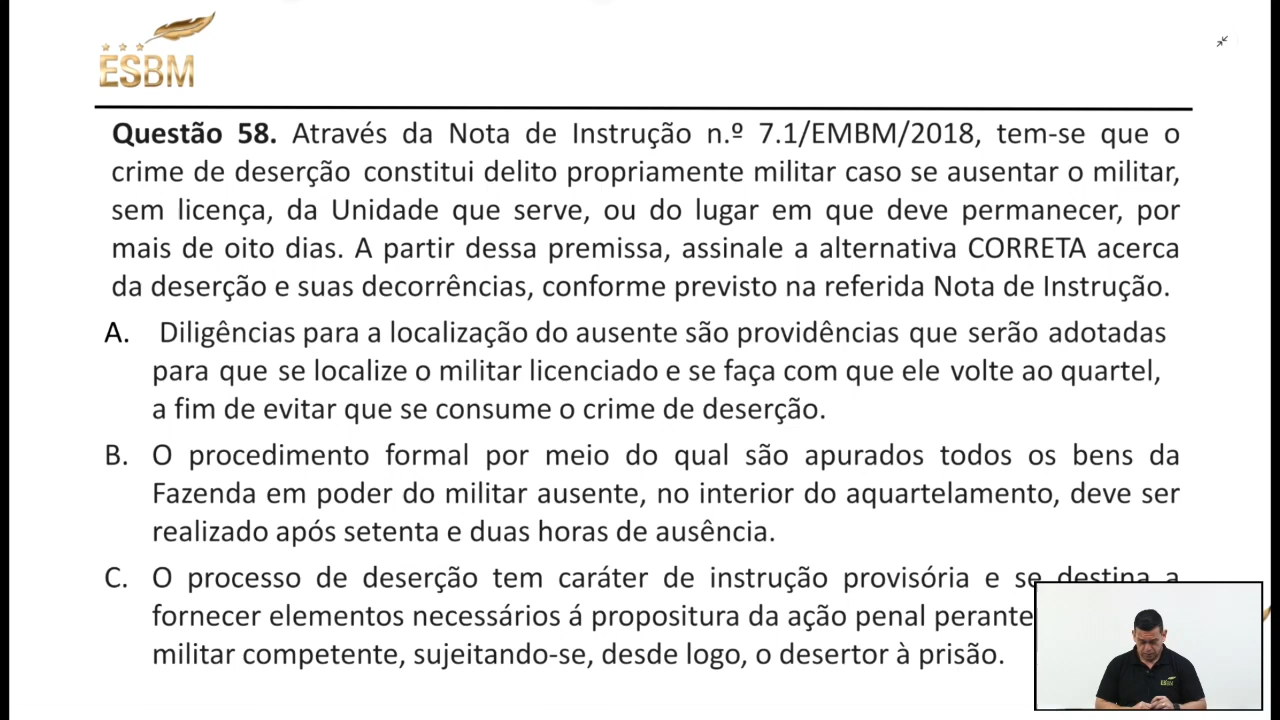 ESBM
Questão 58. Através da Nota de Instrução n.º 7.1/EMBM/2018, tem-se que o
crime de deserção constitui delito propriamente militar caso se ausentar o militar,
sem licença, da Unidade que serve, ou do lugar em que deve permanecer, por
mais de oito dias. A partir dessa premissa, assinale a alternativa CORRETA acerca
da deserção e suas decorrências, conforme previsto na referida Nota de Instrução.
A. Diligências para a localização do ausente são providências que serão adotadas
para que se localize o militar licenciado e se faça com que ele volte ao quartel,
a fim de evitar que se consume o crime de deserção.
B. O procedimento formal por meio do qual são apurados todos os bens da
Fazenda em poder do militar ausente, no interior do aquartelamento, deve ser
realizado após setenta e duas horas de ausência.
C. O processo de deserção tem caráter de instrução provisória e se destina a
fornecer elementos necessários á propositura da ação penal perante
militar competente, sujeitando-se, desde logo, o desertor à prisão.
ESBM